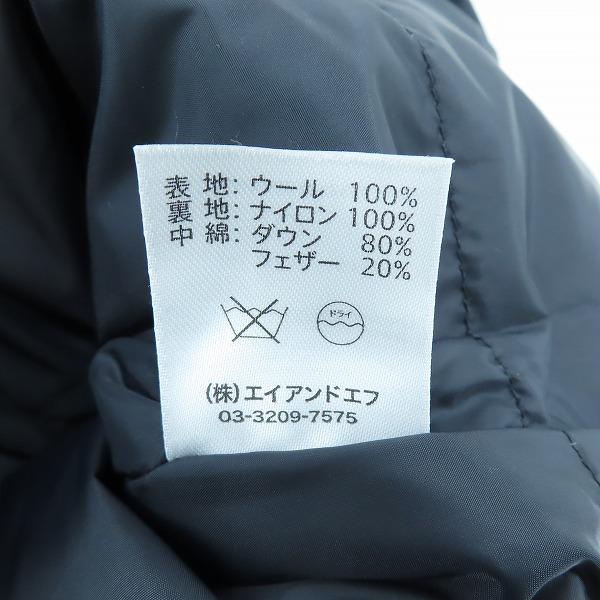 表 地: ウール 100%
裏 地: ナイロン 100%
中 綿: ダウン 80%
フェザー 20%
ドライ
(株) エイアンドエフ
03-3209-7575